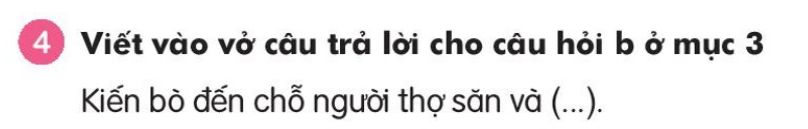 4 Viết vào vở câu trả lời cho câu hỏi b ở mục 3
Kiến bò đến chỗ người thợ săn và (...).